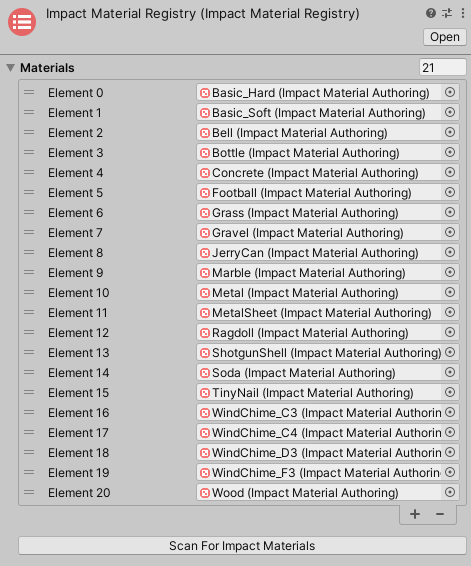 Impact Material Registry (Impact Material Registry)
Open
Materials 21
Element 0 Basic_Hard (Impact Material Authoring)
Element 1 Basic_Soft (Impact Material Authoring)
Element 2 Bell (Impact Material Authoring)
Element 3 Bottle (Impact Material Authoring)
Element 4 Concrete (Impact Material Authoring)
Element 5 Football (Impact Material Authoring)
Element 6 Grass (Impact Material Authoring)
Element 7 Gravel (Impact Material Authoring)
Element 8 JerryCan (Impact Material Authoring)
Element 9 Marble (Impact Material Authoring)
Element 10 Metal (Impact Material Authoring)
Element 11 MetalSheet (Impact Material Authoring)
Element 12 Ragdoll (Impact Material Authoring)
Element 13 ShotgunShell (Impact Material Authoring)
Element 14 Soda (Impact Material Authoring)
Element 15 TinyNail (Impact Material Authoring)
Element 16 WindChime_C3 (Impact Material Authorin
Element 17 WindChime_C4 (Impact Material Authorin
Element 18 WindChime_D3 (Impact Material Authorin
Element 19 WindChime_F3 (Impact Material Authorin
Element 20 Wood (Impact Material Authoring)
+ −
Scan For Impact Materials